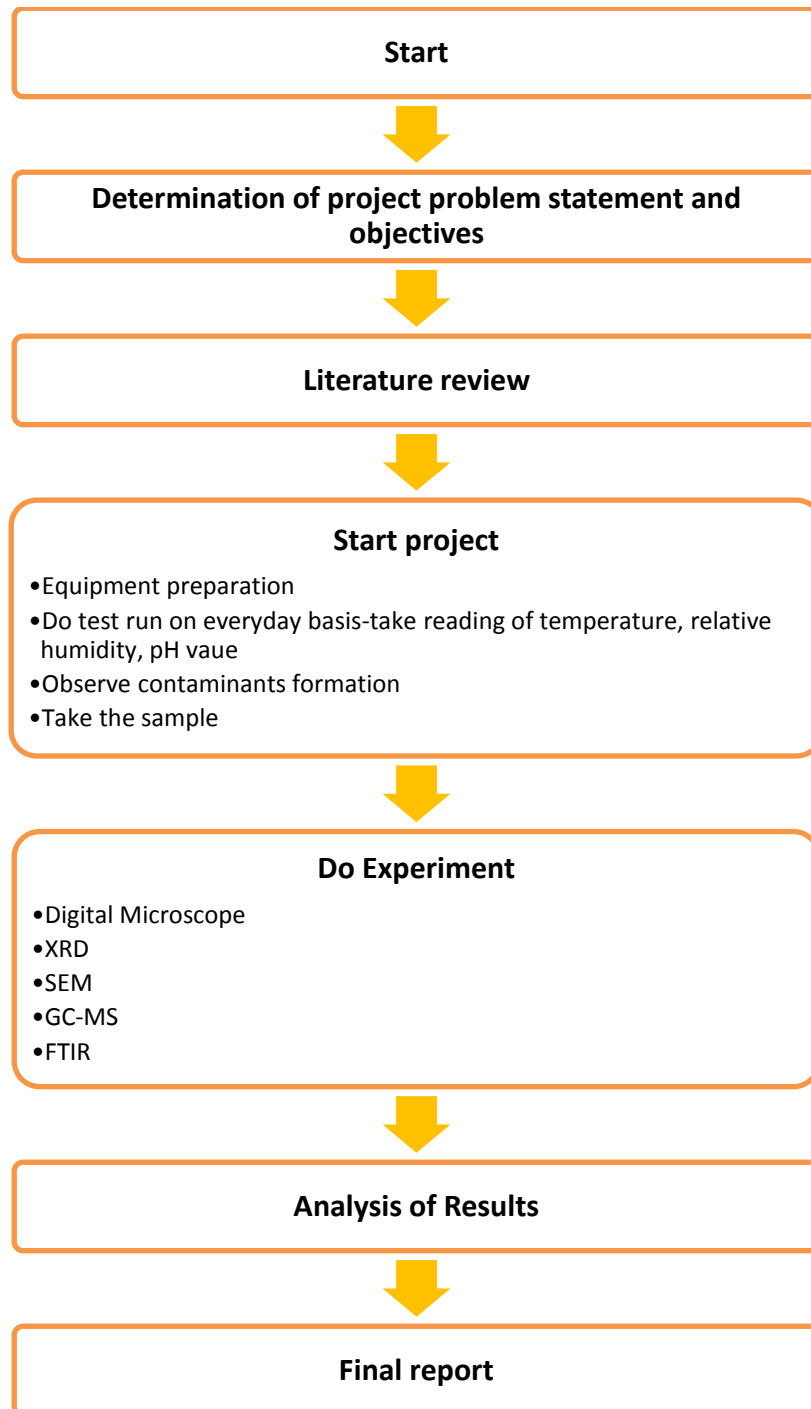 Start
Determination of project problem statement and
objectives
Literature review
Start project
•Equipment preparation
•Do test run on everyday basis-take reading of temperature, relative
humidity, pH vaue
•Observe contaminants formation
•Take the sample
Do Experiment
•Digital Microscope
•XRD
•SEM
•GC-MS
•FTIR
Analysis of Results
Final report